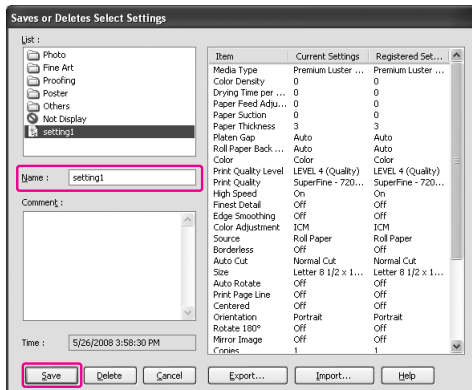 Saves or Deletes Select Settings
List :
Photo
Fine Art
Proofing
Poster
Others
Not Display
setting1
Name : setting1
Comment :
Time : 5/26/2008 3:58:30 PM
Item Current Settings Registered Set...
Media Type Premium Luster ... Premium Luster ...
Color Density 0 0
Drying Time per ... 0 0
Paper Feed Adju... 0 0
Paper Suction 0 0
Paper Thickness 3 3
Platen Gap Auto Auto
Roll Paper Back ... Auto Auto
Color Color Color
Print Quality Level LEVEL 4 (Quality) LEVEL 4 (Quality)
Print Quality SuperFine - 720... SuperFine - 720...
High Speed On On
Finest Detail Off Off
Edge Smoothing Off Off
Color Adjustment ICM ICM
Source Roll Paper Roll Paper
Borderless Off Off
Auto Cut Normal Cut Normal Cut
Size Letter 8 1/2 x 1... Letter 8 1/2 x 1...
Auto Rotate Off Off
Print Page Line Off Off
Centered Off Off
Orientation Portrait Portrait
Rotate 180° Off Off
Mirror Image Off Off
Copies 1 1
Save Delete Cancel Export... Import... Help